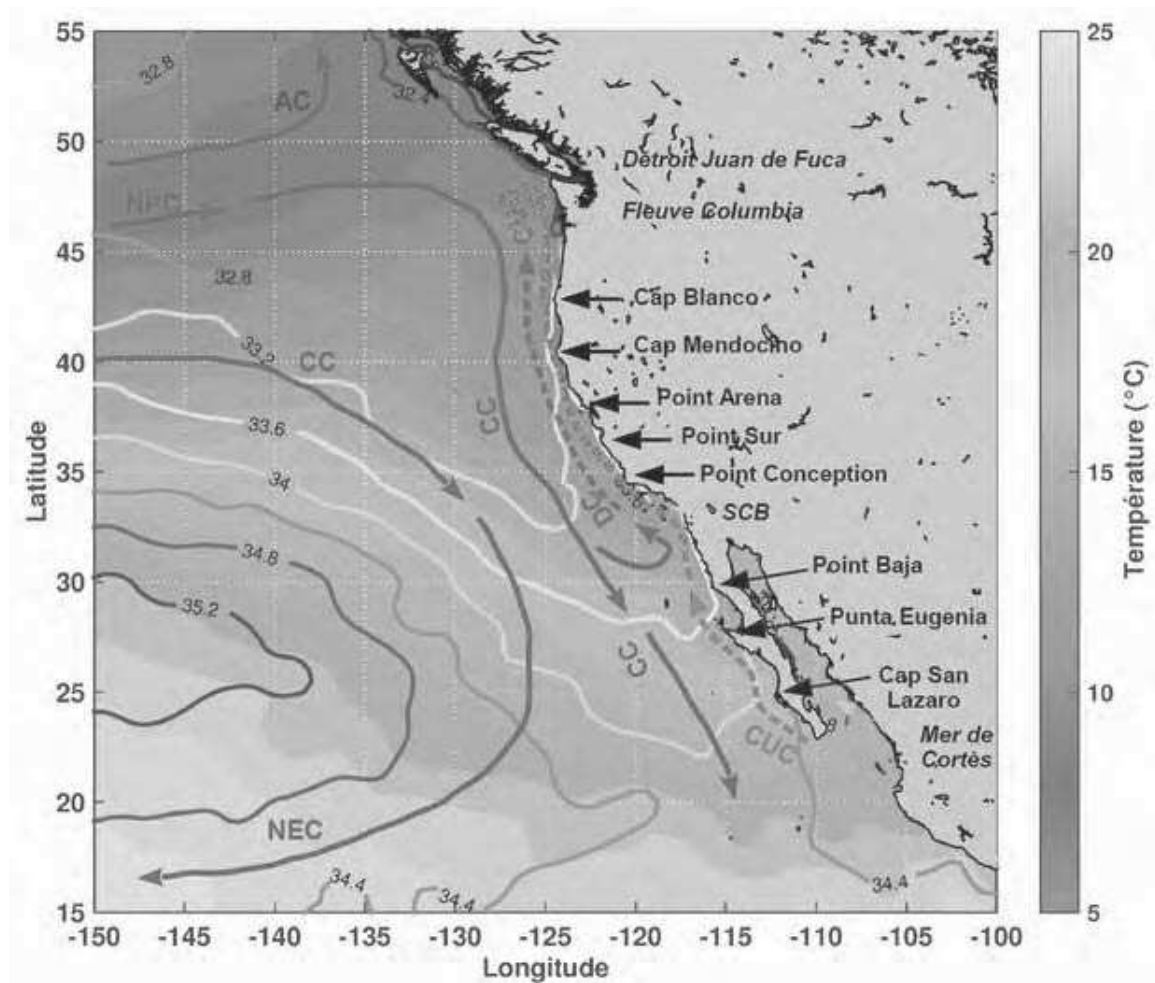 55
50
45
40
35
30
25
20
15
Latitude
-150
-145
-140
-135
-130
-125
-120
-115
-110
-105
-100
Longitude
25
20
15
10
5
Température (°C)
32.8
AC
32.4
NPC
32.8
33.2
CC
33.6
34
34.8
35.2
CC
DC
CC
CUC
NEC
34.4
34.4
34.4
Détroit Juan de Fuca
Fleuve Columbia
Cap Blanco
Cap Mendocino
Point Arena
Point Sur
Point Conception
SCB
Point Baja
Punta Eugenia
Cap San
Lazaro
Mer de
Cortès